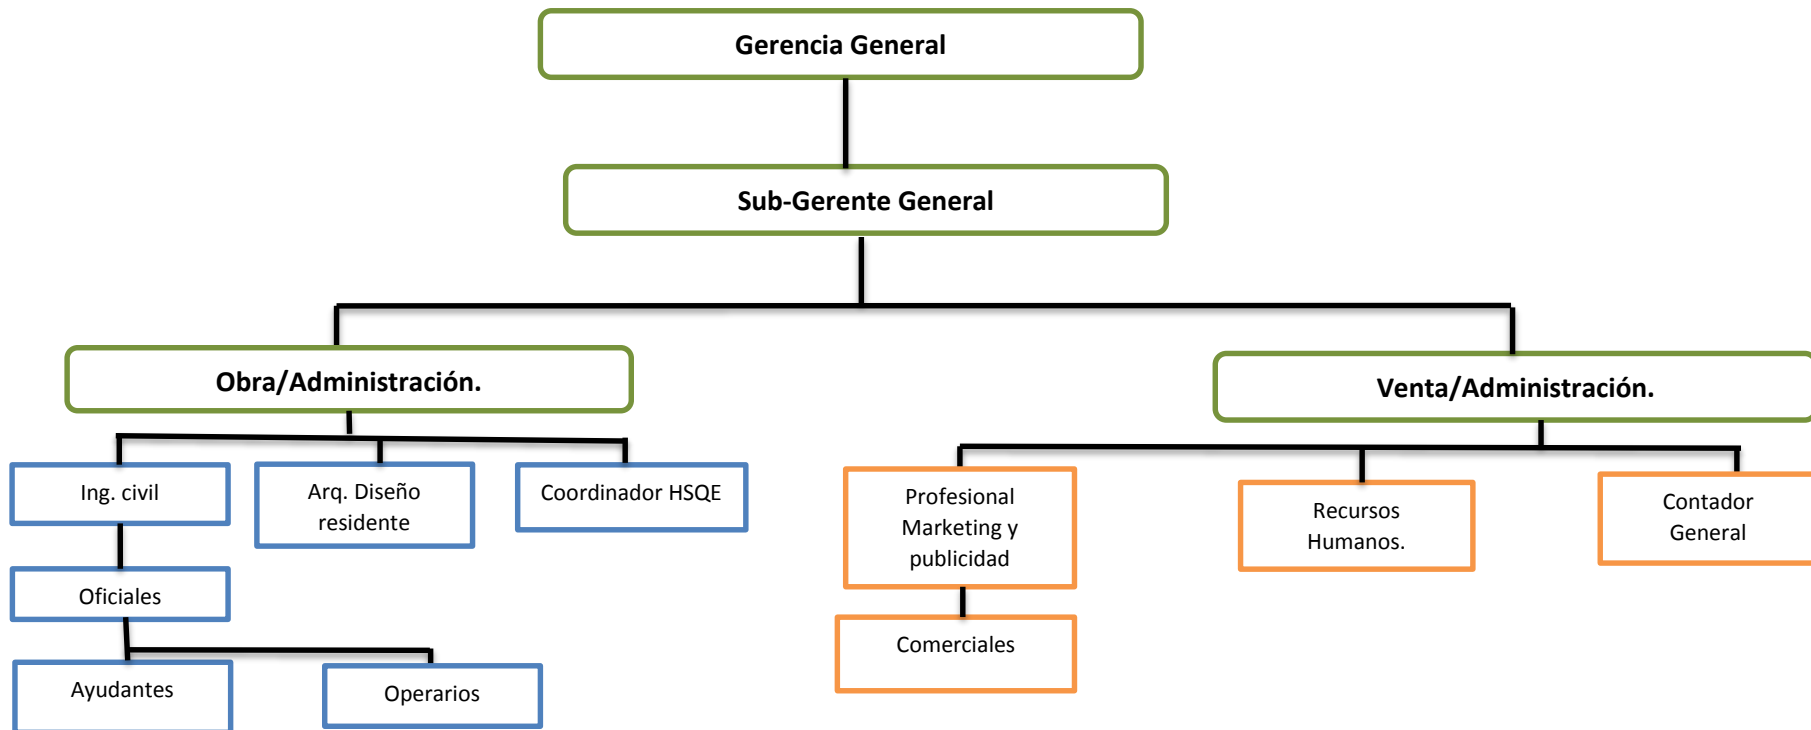 Gerencia General
Sub-Gerente General
Obra/Administración.
Venta/Administración.
Ing. civil
Arq. Diseño
residente
Coordinador HSQE
Profesional
Marketing y
publicidad
Recursos
Humanos.
Contador
General
Oficiales
Comerciales
Ayudantes
Operarios